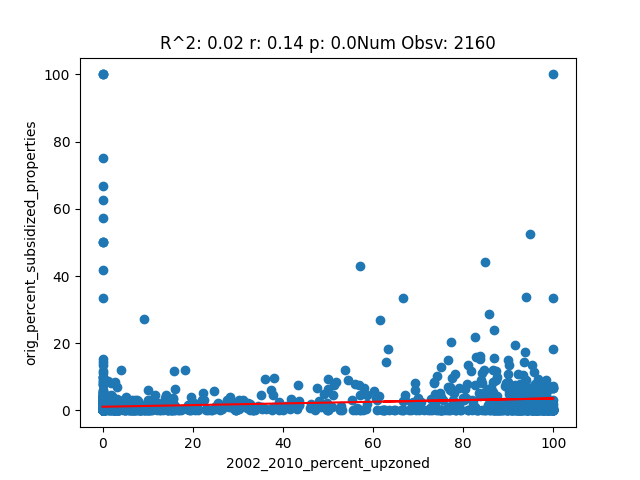 R^2: 0.02 r: 0.14 p: 0.0Num Obsv: 2160
orig_percent_subsidized_properties
100
80
60
40
20
0
0 20 40 60 80 100
2002_2010_percent_upzoned